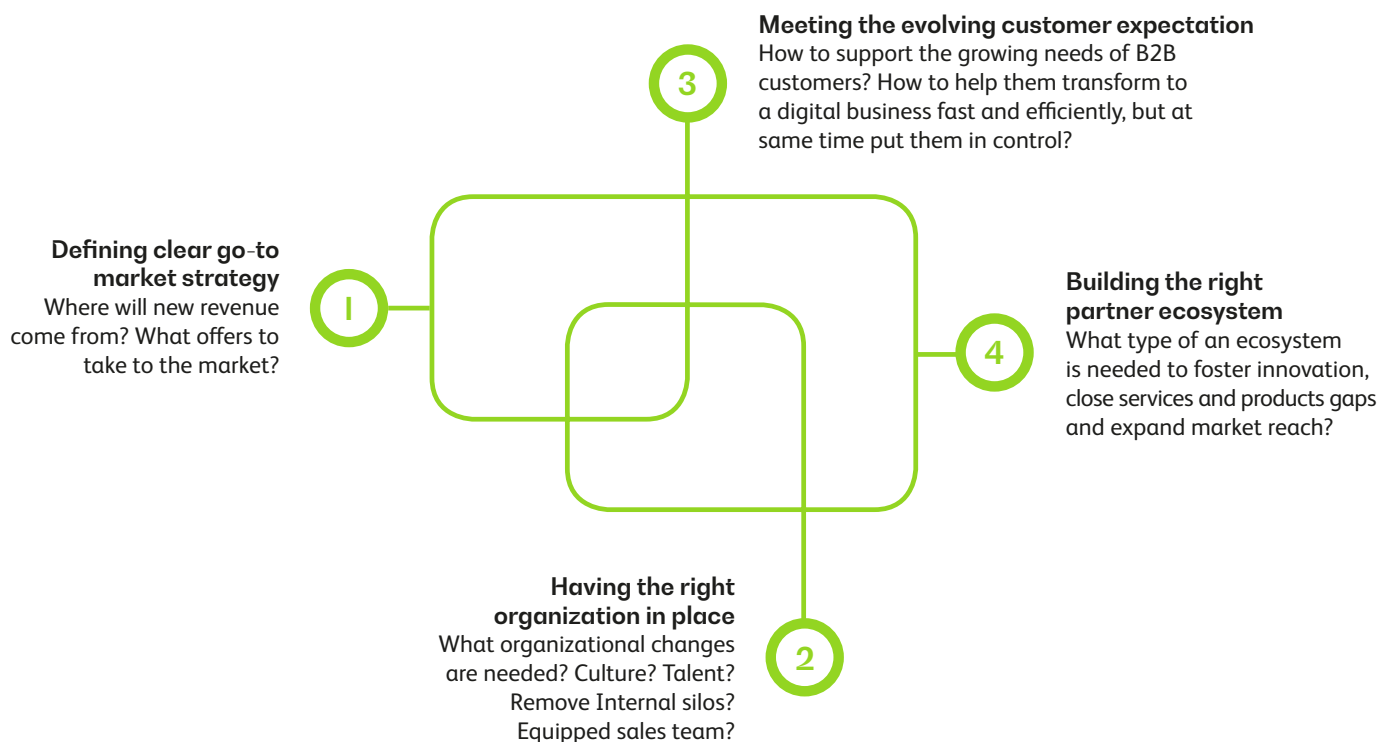 Meeting the evolving customer expectation
How to support the growing needs of B2B
customers? How to help them transform to
a digital business fast and efficiently, but at
same time put them in control?
3
Defining clear go-to
market strategy
Where will new revenue
come from? What offers to
take to the market?
1
Building the right
partner ecosystem
What type of an ecosystem
is needed to foster innovation,
close services and products gaps
and expand market reach?
4
Having the right
organization in place
What organizational changes
are needed? Culture? Talent?
Remove Internal silos?
Equipped sales team?
2